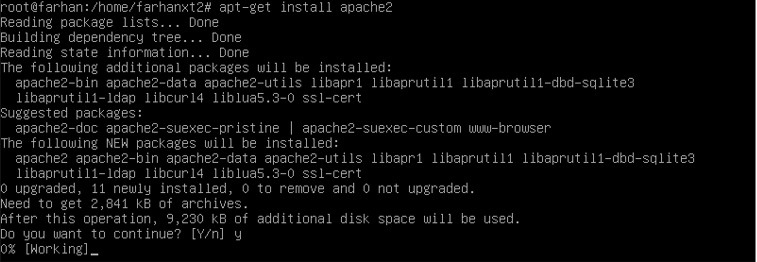 root@farhan:/home/farhanxt2# apt-get install apache2
Reading package lists... Done
Building dependency tree... Done
Reading state information... Done
The following additional packages will be installed:
  apache2-bin apache2-data apache2-utils libapr1 libaprutil1 libaprutil1-dbd-sqlite3
  libaprutil1-ldap libcurl4 liblua5.3-0 ssl-cert
Suggested packages:
  apache2-doc apache2-suexec-pristine | apache2-suexec-custom www-browser
The following NEW packages will be installed:
  apache2 apache2-bin apache2-data apache2-utils libapr1 libaprutil1 libaprutil1-dbd-sqlite3
  libaprutil1-ldap libcurl4 liblua5.3-0 ssl-cert
0 upgraded, 11 newly installed, 0 to remove and 0 not upgraded.
Need to get 2,841 kB of archives.
After this operation, 9,230 kB of additional disk space will be used.
Do you want to continue? [Y/n] y
0% [Working]_